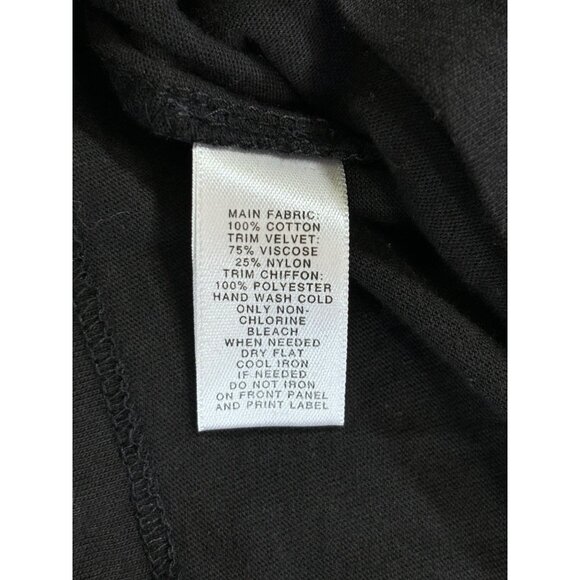 MAIN FABRIC:
100% COTTON
TRIM VELVET:
75% VISCOSE
25% NYLON
TRIM CHIFFON:
100% POLYESTER
HAND WASH COLD
ONLY NON-
CHLORINE
BLEACH
WHEN NEEDED
DRY FLAT
COOL IRON
IF NEEDED
DO NOT IRON
ON FRONT PANEL
AND PRINT LABEL